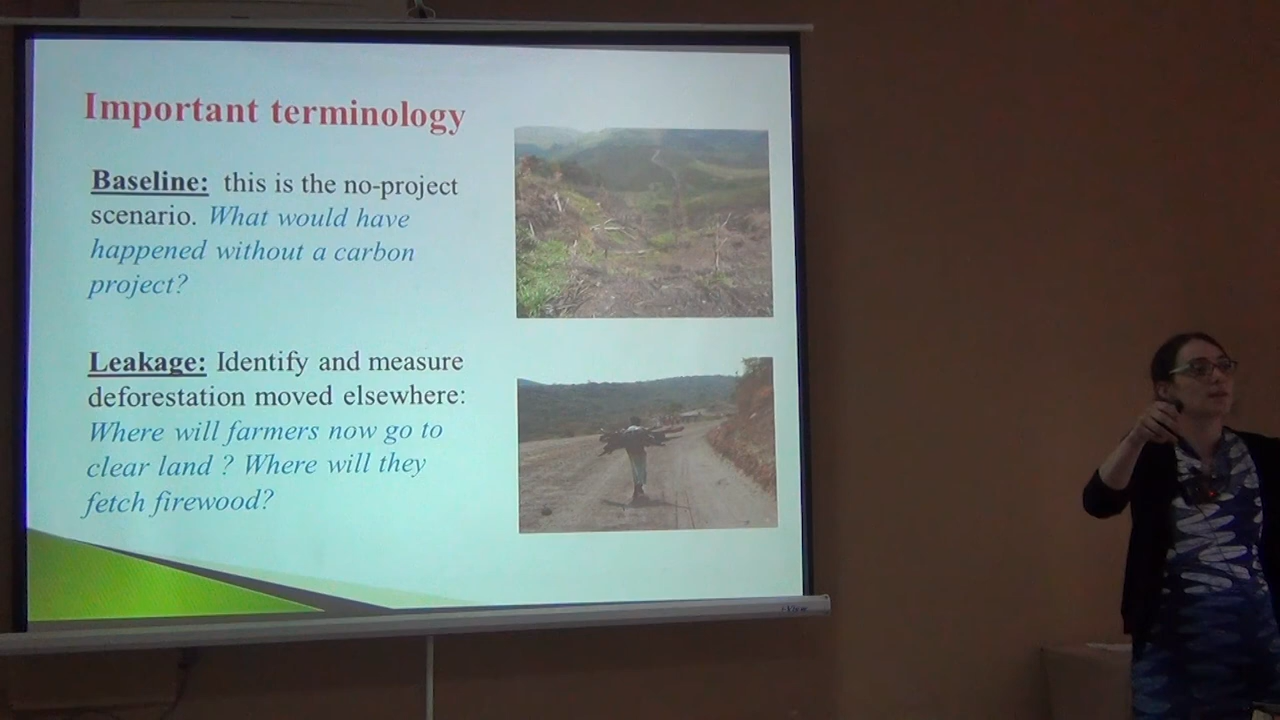 Important terminology
Baseline: this is the no-project
scenario. What would have
happened without a carbon
project?
Leakage: Identify and measure
deforestation moved elsewhere:
Where will farmers now go to
clear land ? Where will they
fetch firewood?